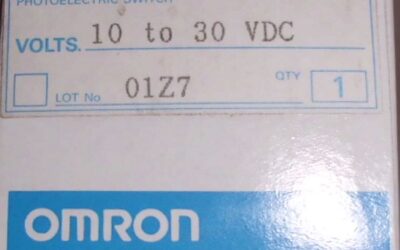 PHOTOELECTRIC SWITCH
VOLTS. 10 to 30 VDC
LOT No 01Z7 QTY 1
OMRON